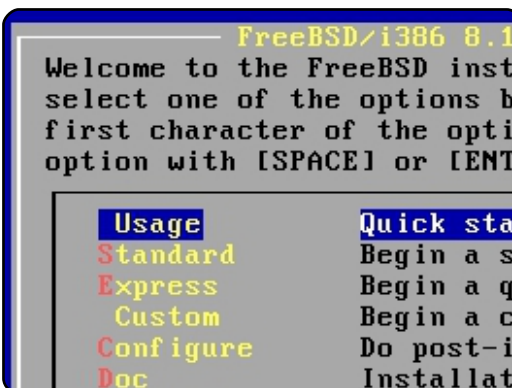 FreeBSD/i386 8.1
Welcome to the FreeBSD inst
select one of the options b
first character of the opti
option with [SPACE] or [ENT
Usage Quick sta
Standard Begin a s
Express Begin a q
Custom Begin a c
Configure Do post-i
Doc Installat